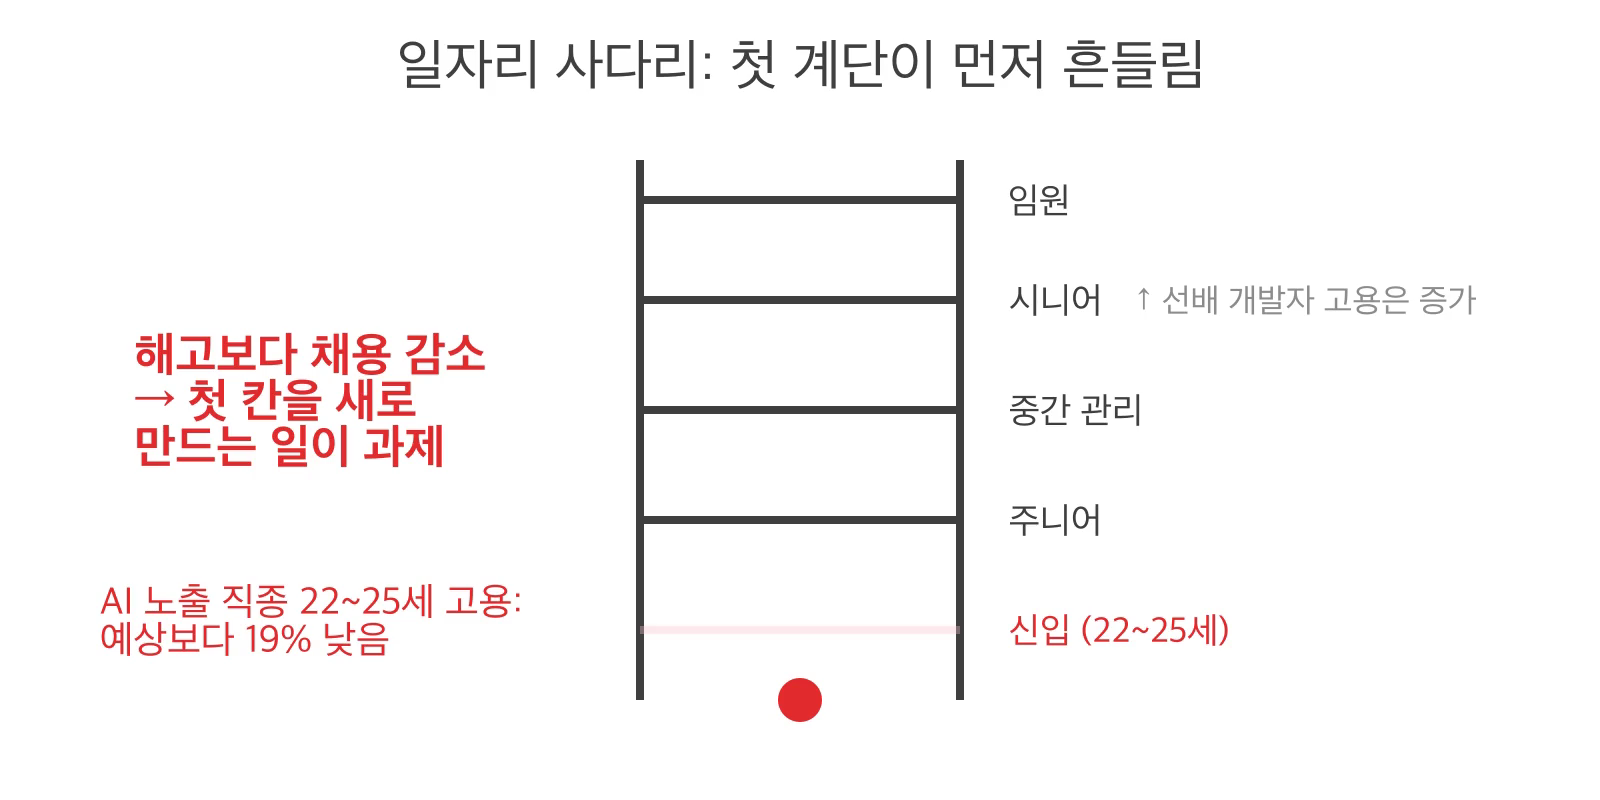 일자리 사다리: 첫 계단이 먼저 흔들림
임원
시니어
↑ 선배 개발자 고용은 증가
해고보다 채용 감소
→ 첫 칸을 새로
만드는 일이 과제
중간 관리
주니어
AI 노출 직종 22~25세 고용:
예상보다 19% 낮음
신입 (22~25세)